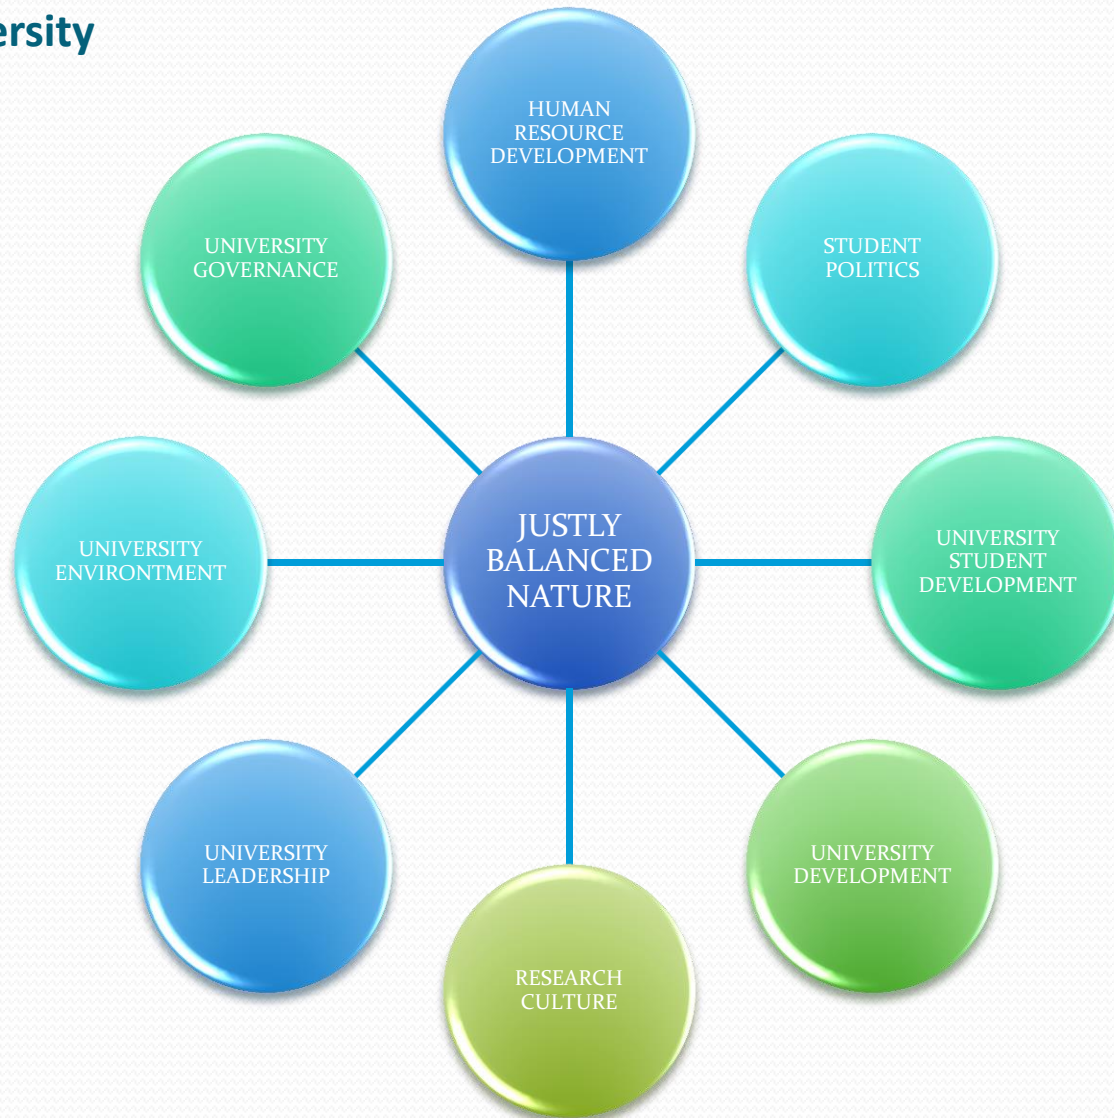 ersity
HUMAN
RESOURCE
DEVELOPMENT
STUDENT
POLITICS
UNIVERSITY
STUDENT
DEVELOPMENT
UNIVERSITY
DEVELOPMENT
RESEARCH
CULTURE
UNIVERSITY
LEADERSHIP
UNIVERSITY
ENVIRONTMENT
UNIVERSITY
GOVERNANCE
JUSTLY
BALANCED
NATURE